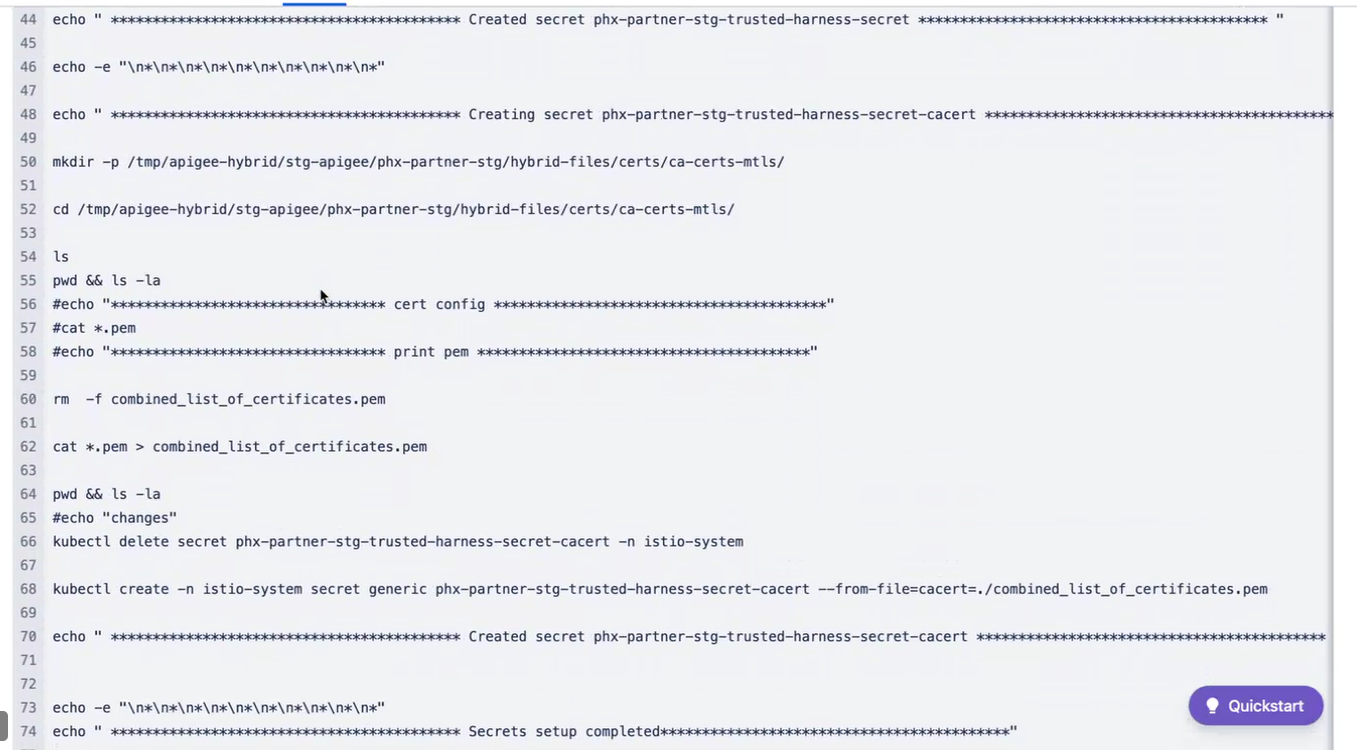 44 echo " ****************************************** Created secret phx-partner-stg-trusted-harness-secret ****************************************** "
45
46 echo -e "\n*\n*\n*\n*\n*\n*\n*\n*\n*\n*"
47
48 echo " ****************************************** Creating secret phx-partner-stg-trusted-harness-secret-cacert ******************************************
49
50 mkdir -p /tmp/apigee-hybrid/stg-apigee/phx-partner-stg/hybrid-files/certs/ca-certs-mtls/
51
52 cd /tmp/apigee-hybrid/stg-apigee/phx-partner-stg/hybrid-files/certs/ca-certs-mtls/
53
54 ls
55 pwd && ls -la
56 #echo "********************************* cert config ****************************************"
57 #cat *.pem
58 #echo "********************************* print pem ****************************************"
59
60 rm  -f combined_list_of_certificates.pem
61
62 cat *.pem > combined_list_of_certificates.pem
63
64 pwd && ls -la
65 #echo "changes"
66 kubectl delete secret phx-partner-stg-trusted-harness-secret-cacert -n istio-system
67
68 kubectl create -n istio-system secret generic phx-partner-stg-trusted-harness-secret-cacert --from-file=cacert=./combined_list_of_certificates.pem
69
70 echo " ****************************************** Created secret phx-partner-stg-trusted-harness-secret-cacert ******************************************
71
72
73 echo -e "\n*\n*\n*\n*\n*\n*\n*\n*\n*\n*"
74 echo " ****************************************** Secrets setup completed******************************************"
Quickstart